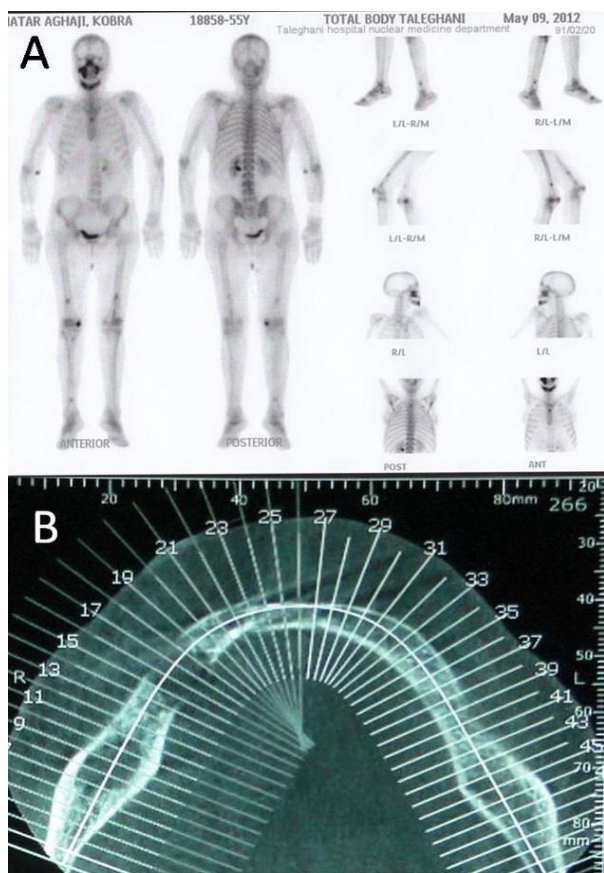 A
ATAR AGHAJI, KOBRA 18858-55Y TOTAL BODY TALEGHANI May 09, 2012
Taleghani hospital nuclear medicine department 91/02/20
L/L-R/M R/L-L/M
L/L-R/M R/L-L/M
R/L L/L
ANTERIOR POSTERIOR
POST ANT
B
20 40 60 80mm 20
266
30
40
50
60
70
80
mm
R
L
9
11
13
15
17
19
21
23
25
27
29
31
33
35
37
39
41
43
45